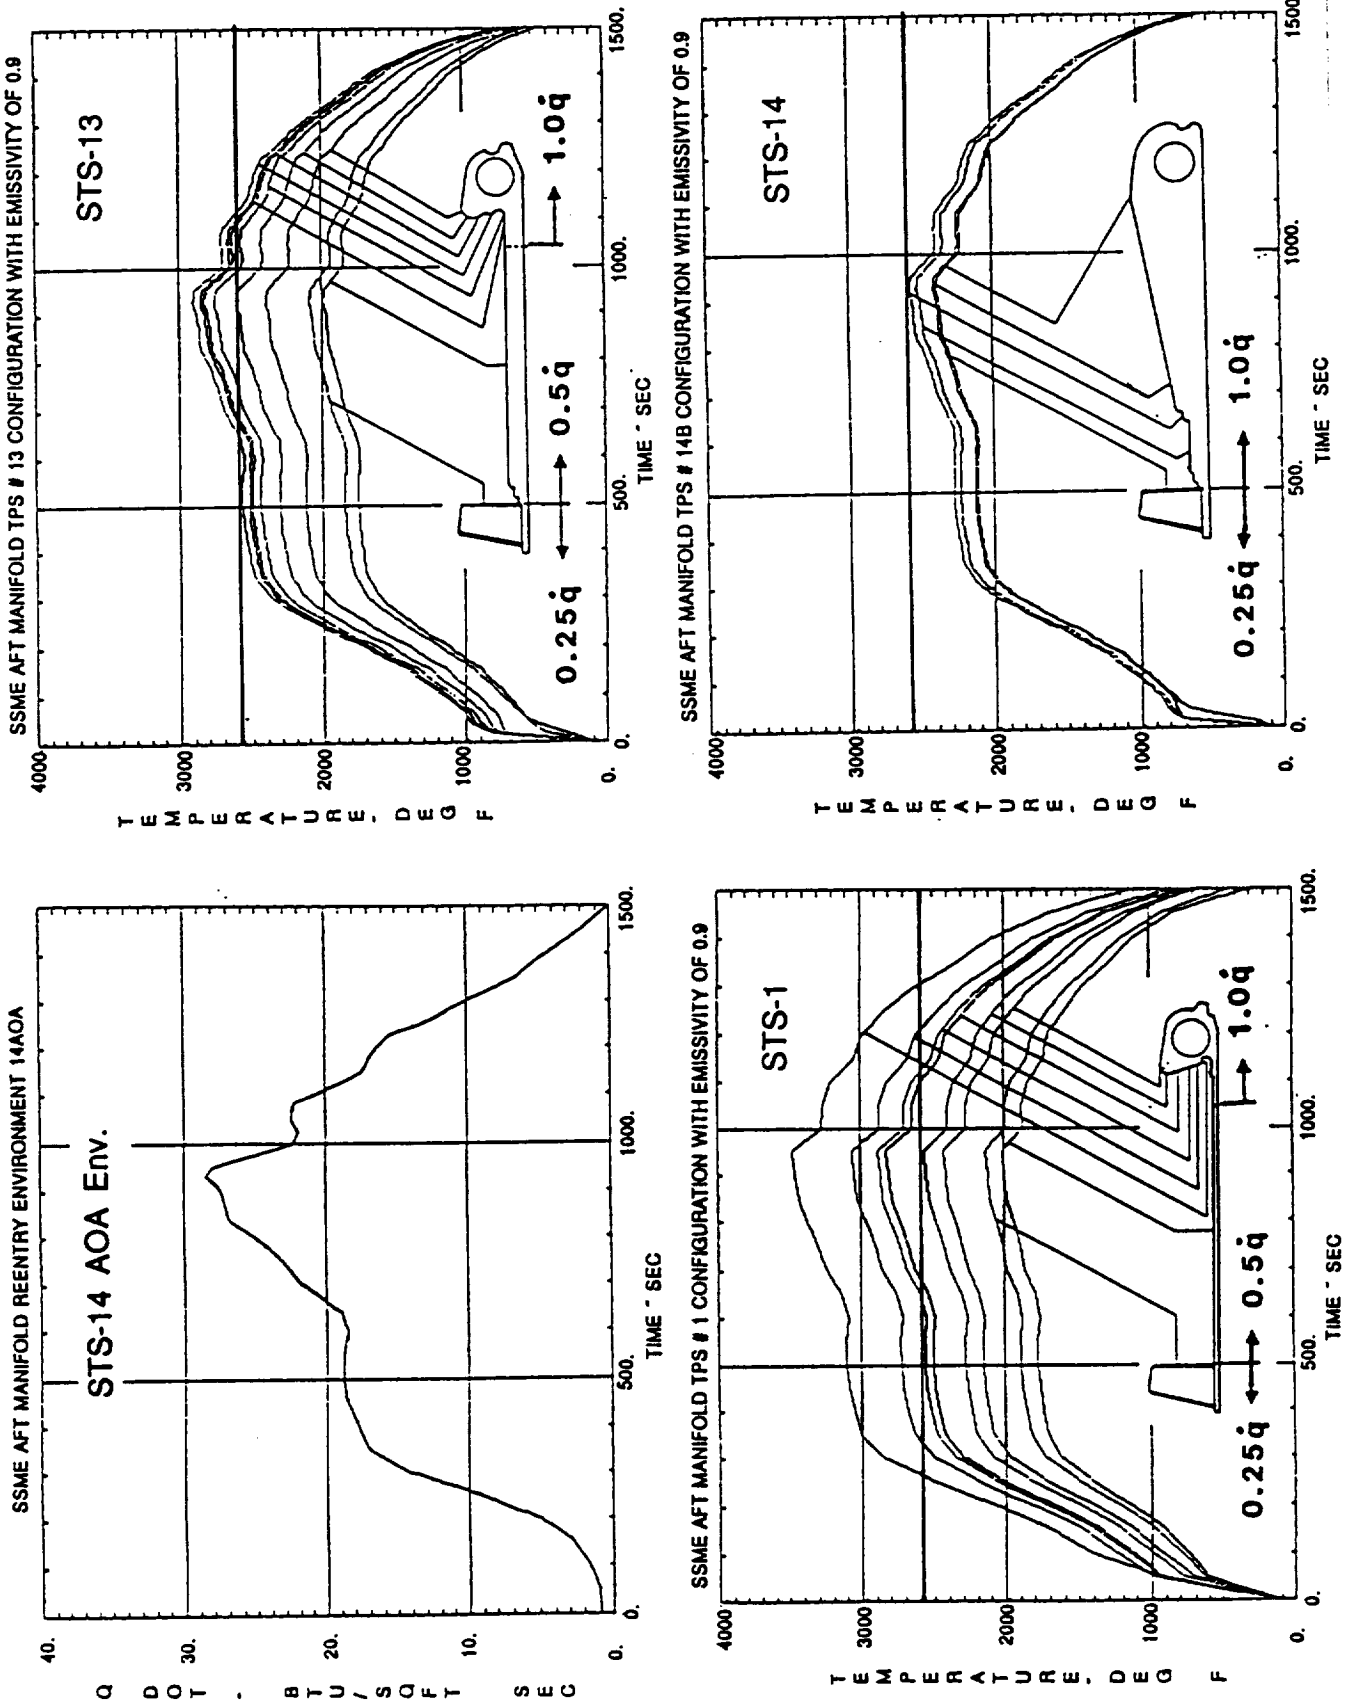 SSME AFT MANIFOLD REENTRY ENVIRONMENT 14AOA
STS-14 AOA Env.
Q DOT - BTU/SQFT SEC
40.
30.
20.
10.
0.
0.
500.
1000.
1500.
TIME ~ SEC
SSME AFT MANIFOLD TPS # 13 CONFIGURATION WITH EMISSIVITY OF 0.9
STS-13
TEMPERATURE, DEG F
4000
3000
2000
1000
0.
0.25q̇ 0.5q̇
1.0q̇
0.
500.
1000.
1500.
TIME ~ SEC
SSME AFT MANIFOLD TPS # 1 CONFIGURATION WITH EMISSIVITY OF 0.9
STS-1
TEMPERATURE, DEG F
4000
3000
2000
1000
0.
0.25q̇ 0.5q̇
1.0q̇
0.
500.
1000.
1500.
TIME ~ SEC
SSME AFT MANIFOLD TPS # 14B CONFIGURATION WITH EMISSIVITY OF 0.9
STS-14
TEMPERATURE, DEG F
4000
3000
2000
1000
0.
0.25q̇ 1.0q̇
0.
500.
1000.
1500
TIME ~ SEC